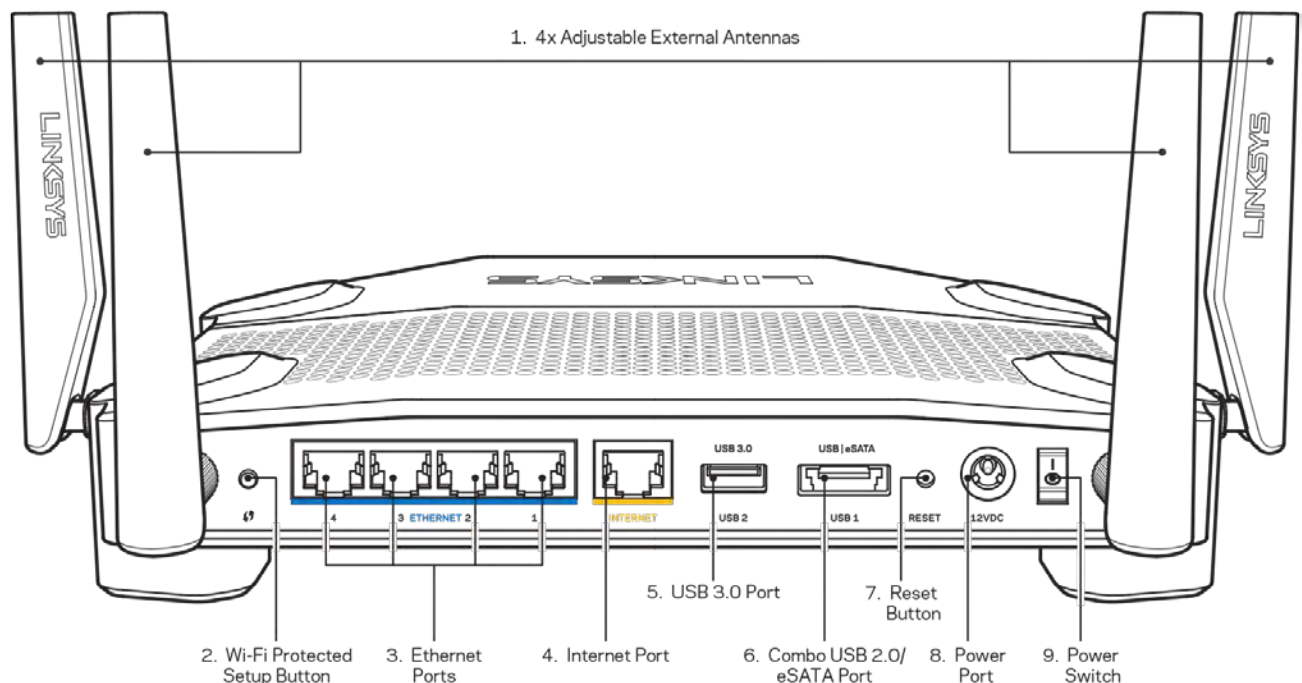 1. 4x Adjustable External Antennas
LINKSYS
LINKSYS
LINKSYS
USB 3.0
USB | eSATA
4
3
ETHERNET
2
1
INTERNET
USB 2
USB 1
RESET
12VDC
5. USB 3.0 Port
7. Reset
Button
2. Wi-Fi Protected
Setup Button
3. Ethernet
Ports
4. Internet Port
6. Combo USB 2.0/
eSATA Port
8. Power
Port
9. Power
Switch